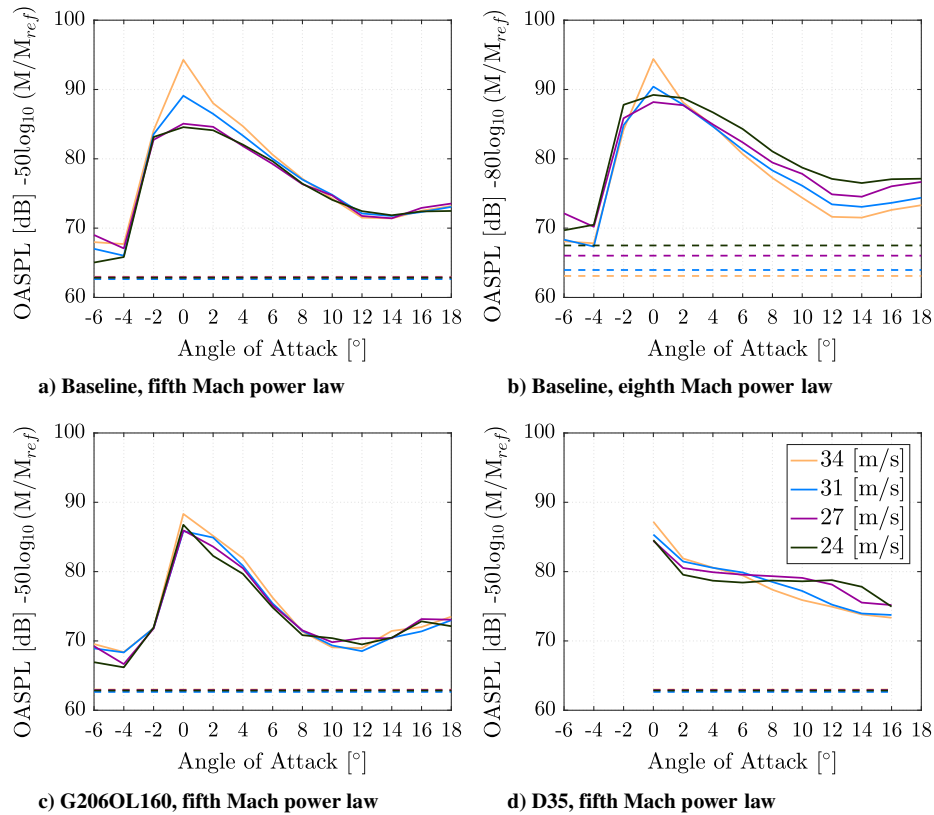 OASPL [dB] -50log10 (M/Mref)
100
90
80
70
60
-6 -4 -2 0 2 4 6 8 10 12 14 16 18
Angle of Attack [°]
a) Baseline, fifth Mach power law
OASPL [dB] -80log10 (M/Mref)
100
90
80
70
60
-6 -4 -2 0 2 4 6 8 10 12 14 16 18
Angle of Attack [°]
b) Baseline, eighth Mach power law
OASPL [dB] -50log10 (M/Mref)
100
90
80
70
60
-6 -4 -2 0 2 4 6 8 10 12 14 16 18
Angle of Attack [°]
c) G206OL160, fifth Mach power law
OASPL [dB] -50log10 (M/Mref)
100
90
80
70
60
34 [m/s]
31 [m/s]
27 [m/s]
24 [m/s]
-6 -4 -2 0 2 4 6 8 10 12 14 16 18
Angle of Attack [°]
d) D35, fifth Mach power law